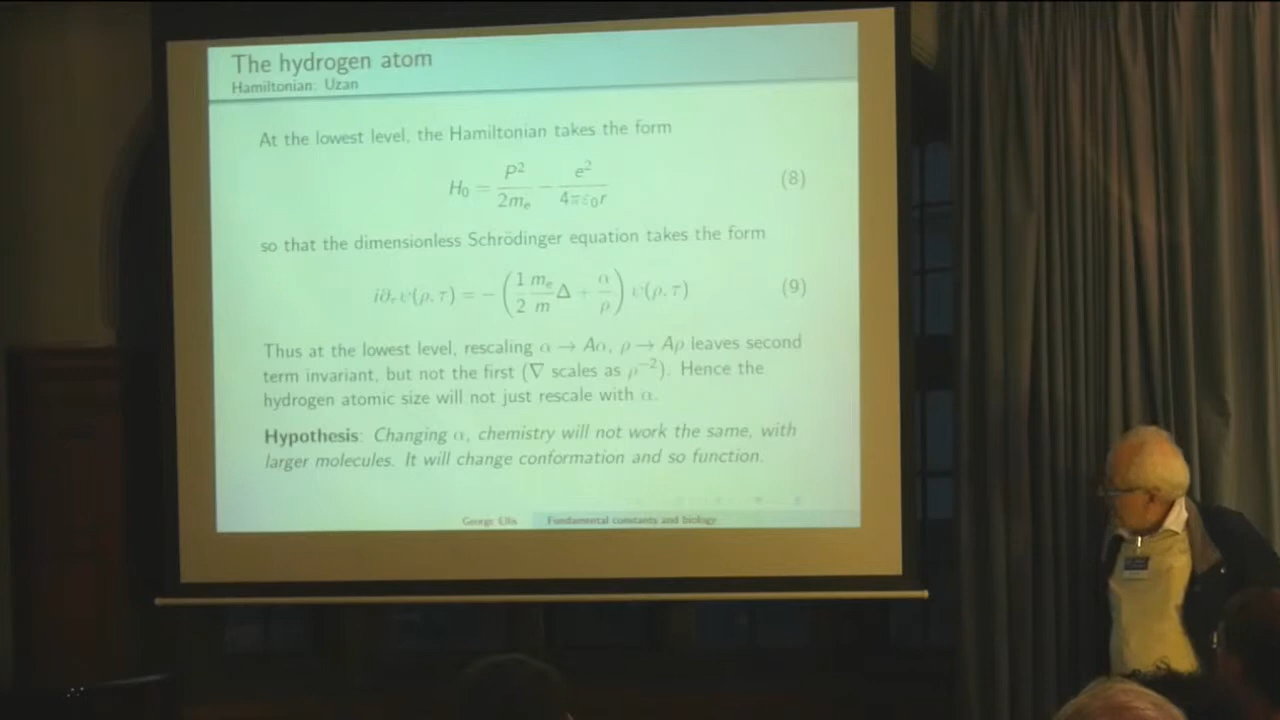 The hydrogen atom
Hamiltonian: Uzan
At the lowest level, the Hamiltonian takes the form
H₀ = P²/2mₑ − e²/4πε₀r (8)
so that the dimensionless Schrödinger equation takes the form
i∂τψ(ρ, τ) = −(1/2 mₑ/m Δ + α/ρ) ψ(ρ, τ) (9)
Thus at the lowest level, rescaling α → Aα, ρ → Aρ leaves second
term invariant, but not the first (∇ scales as ρ⁻²). Hence the
hydrogen atomic size will not just rescale with α.
Hypothesis: Changing α, chemistry will not work the same, with
larger molecules. It will change conformation and so function.
George Ellis Fundamental constants and biology